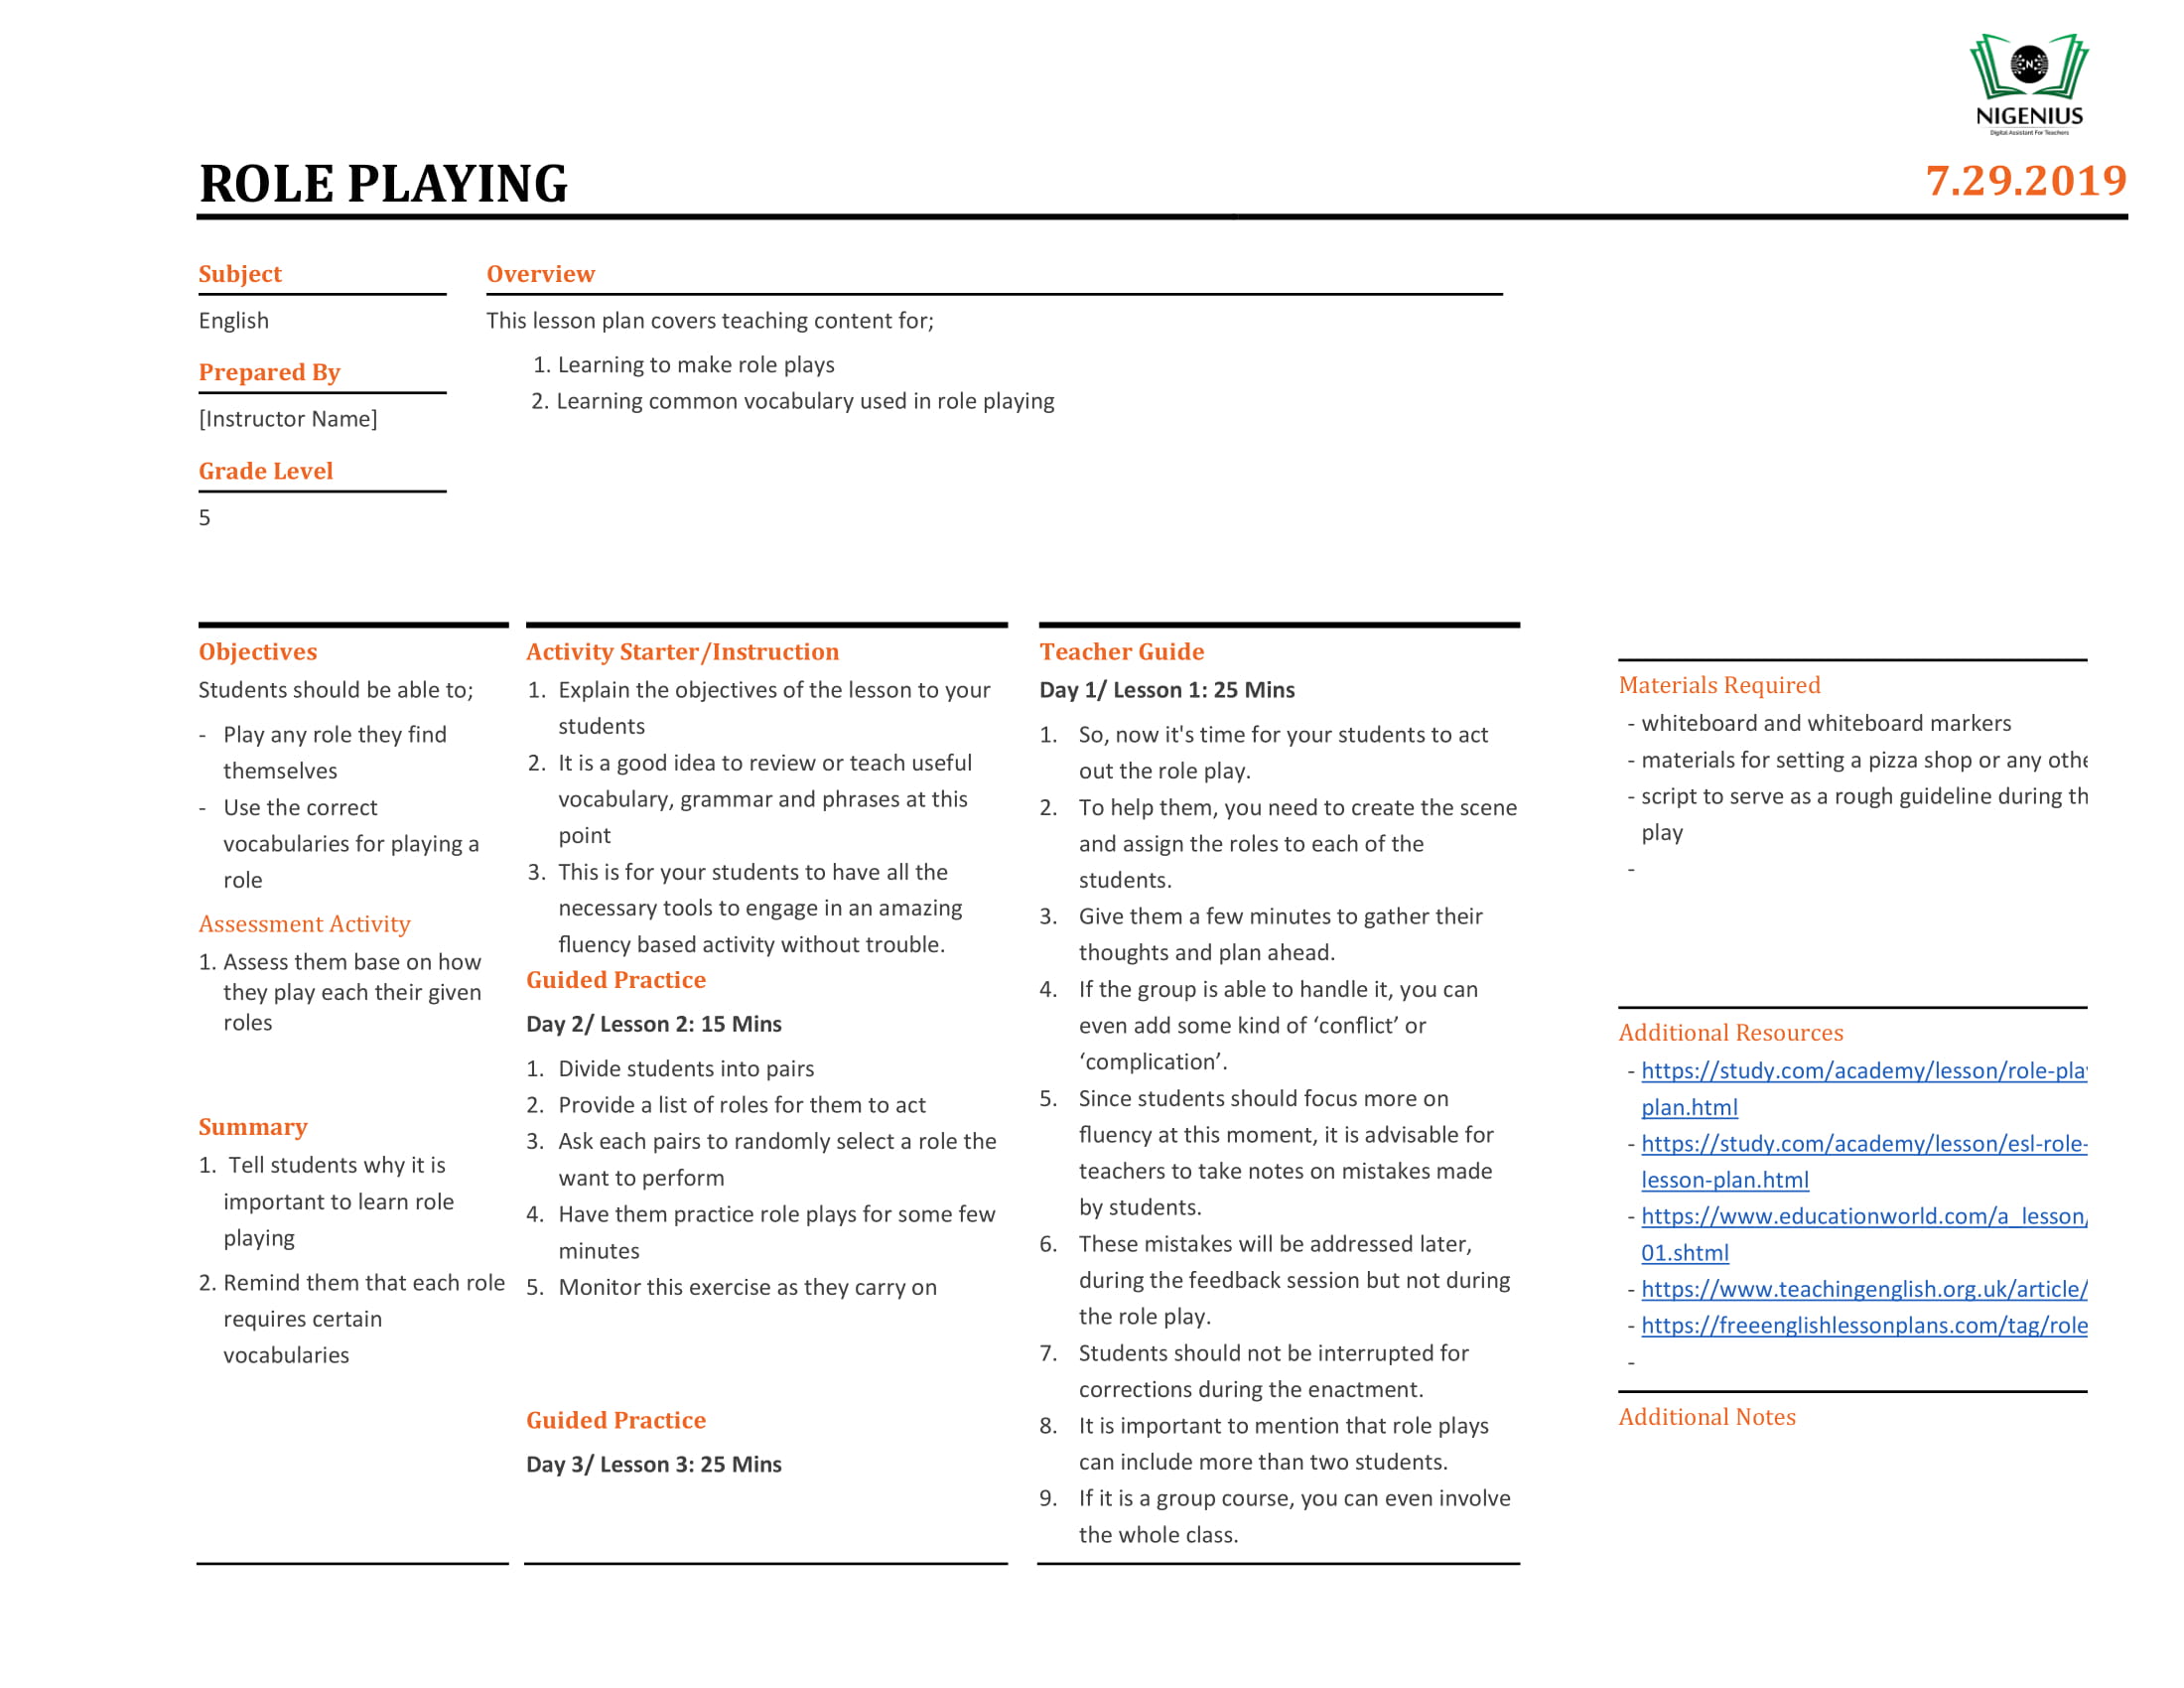 NIGENIUS
Digital Assistant For Teachers
ROLE PLAYING
7.29.2019
Subject
English
Prepared By
[Instructor Name]
Grade Level
5
Overview
This lesson plan covers teaching content for;
1. Learning to make role plays
2. Learning common vocabulary used in role playing
Objectives
Students should be able to;
- Play any role they find
themselves
- Use the correct
vocabularies for playing a
role
Assessment Activity
1. Assess them base on how
they play each their given
roles
Summary
1. Tell students why it is
important to learn role
playing
2. Remind them that each role
requires certain
vocabularies
Activity Starter/Instruction
1. Explain the objectives of the lesson to your
students
2. It is a good idea to review or teach useful
vocabulary, grammar and phrases at this
point
3. This is for your students to have all the
necessary tools to engage in an amazing
fluency based activity without trouble.
Guided Practice
Day 2/ Lesson 2: 15 Mins
1. Divide students into pairs
2. Provide a list of roles for them to act
3. Ask each pairs to randomly select a role the
want to perform
4. Have them practice role plays for some few
minutes
5. Monitor this exercise as they carry on
Guided Practice
Day 3/ Lesson 3: 25 Mins
Teacher Guide
Day 1/ Lesson 1: 25 Mins
1. So, now it's time for your students to act
out the role play.
2. To help them, you need to create the scene
and assign the roles to each of the
students.
3. Give them a few minutes to gather their
thoughts and plan ahead.
4. If the group is able to handle it, you can
even add some kind of ‘conflict’ or
‘complication’.
5. Since students should focus more on
fluency at this moment, it is advisable for
teachers to take notes on mistakes made
by students.
6. These mistakes will be addressed later,
during the feedback session but not during
the role play.
7. Students should not be interrupted for
corrections during the enactment.
8. It is important to mention that role plays
can include more than two students.
9. If it is a group course, you can even involve
the whole class.
Materials Required
- whiteboard and whiteboard markers
- materials for setting a pizza shop or any othe
- script to serve as a rough guideline during th
play
-
Additional Resources
- https://study.com/academy/lesson/role-pla
plan.html
- https://study.com/academy/lesson/esl-role-
lesson-plan.html
- https://www.educationworld.com/a_lesson/
01.shtml
- https://www.teachingenglish.org.uk/article/
- https://freeenglishlessonplans.com/tag/role
-
Additional Notes